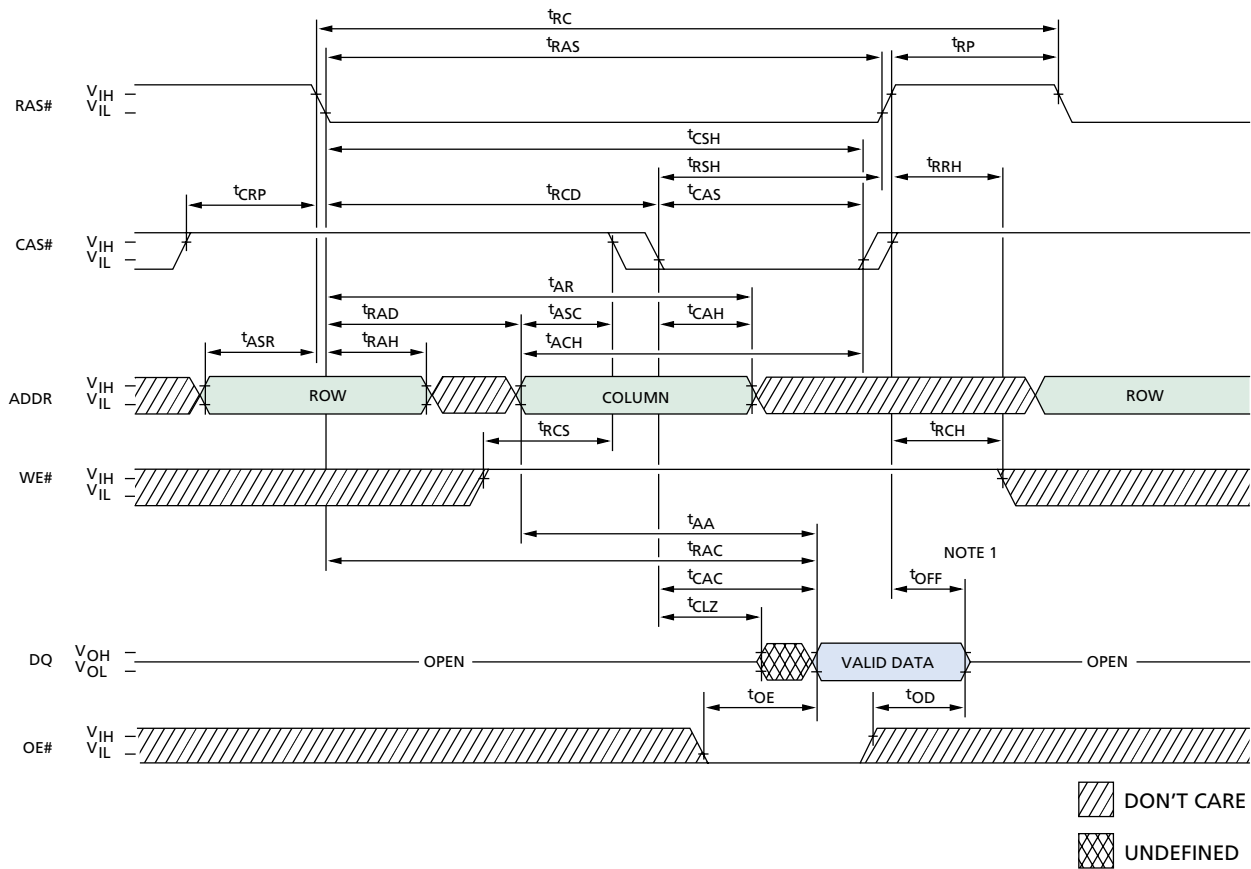 tRC
tRAS
tRP
RAS#
VIH
VIL
tCSH
tRSH
tRRH
tCRP
tRCD
tCAS
CAS#
VIH
VIL
tAR
tRAD
tASC
tCAH
tASR
tRAH
tACH
ADDR
VIH
VIL
ROW
COLUMN
ROW
tRCS
tRCH
WE#
VIH
VIL
tAA
tRAC
NOTE 1
tCAC
tOFF
tCLZ
DQ
VOH
VOL
OPEN
VALID DATA
OPEN
tOE
tOD
OE#
VIH
VIL
DON'T CARE
UNDEFINED